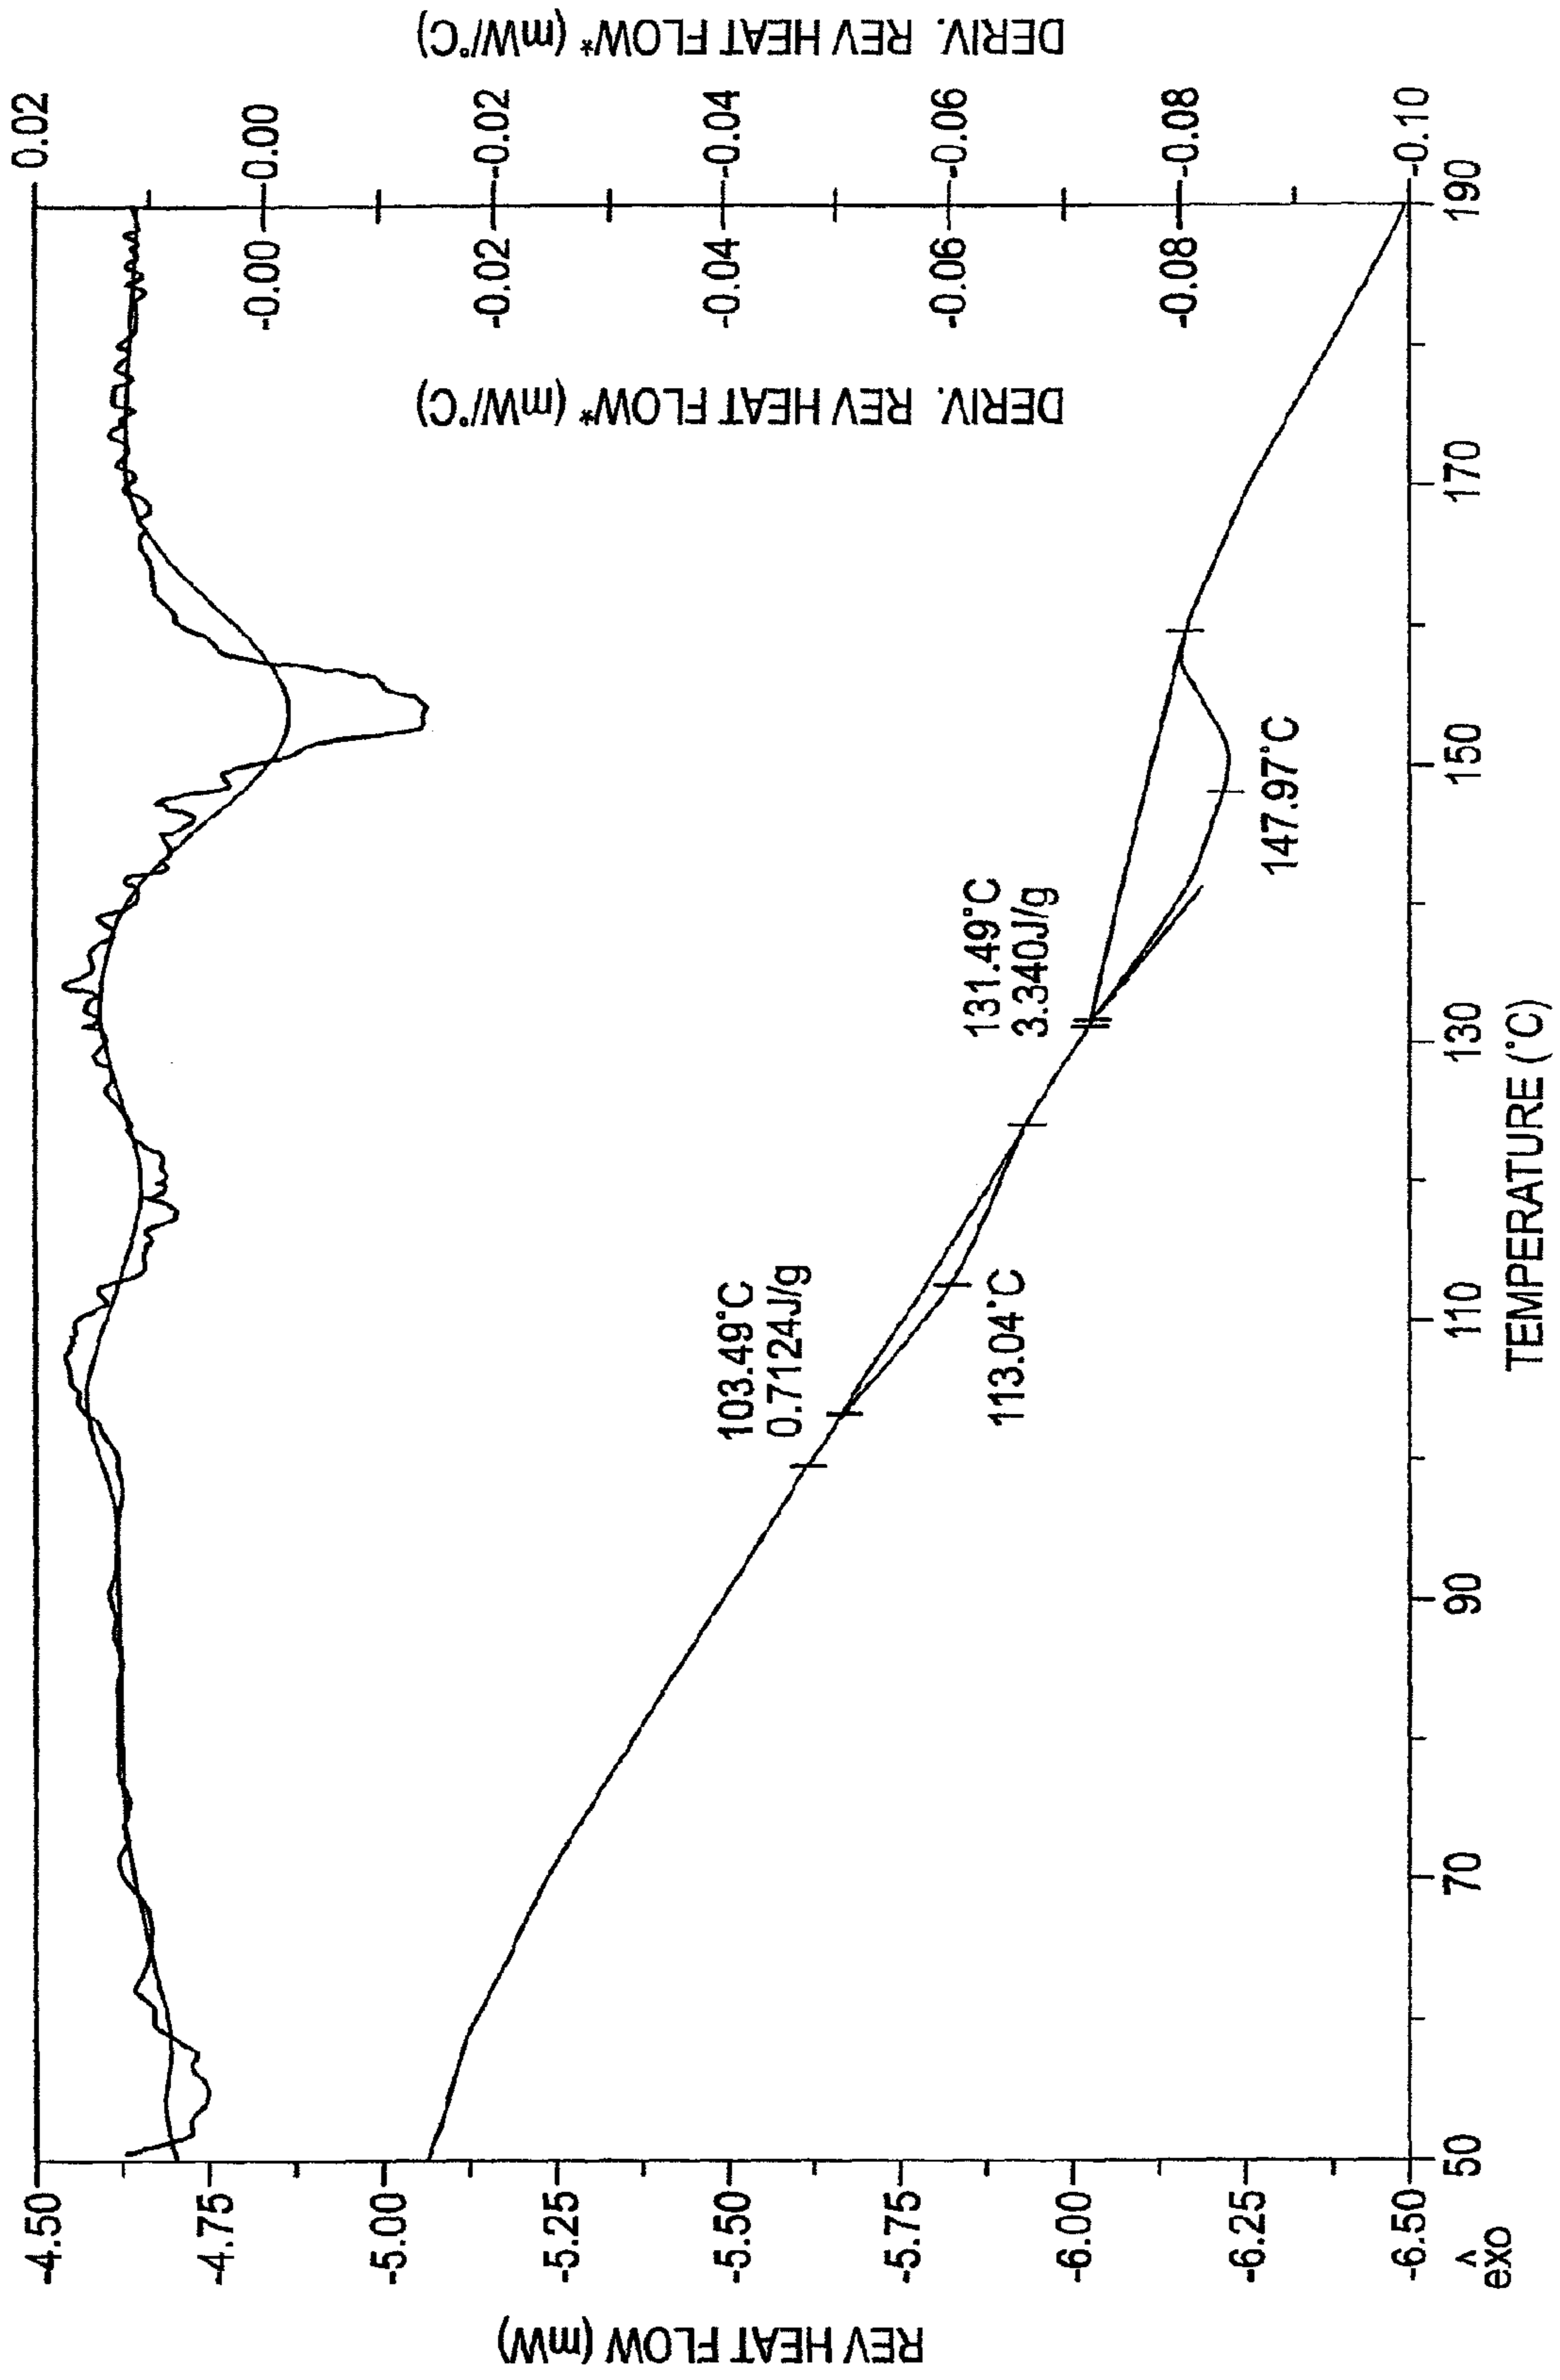 REV HEAT FLOW (mW)
-4.50
-4.75
-5.00
-5.25
-5.50
-5.75
-6.00
-6.25
-6.50
^
exo
50
70
90
110
130
150
170
190
TEMPERATURE (°C)
103.49°C
0.7124J/g
113.04°C
131.49°C
3.340J/g
147.97°C
DERIV. REV HEAT FLOW* (mW/°C)
-0.00
-0.02
-0.04
-0.06
-0.08
0.02
-0.00
-0.02
-0.04
-0.06
-0.08
-0.10
DERIV. REV HEAT FLOW* (mW/°C)